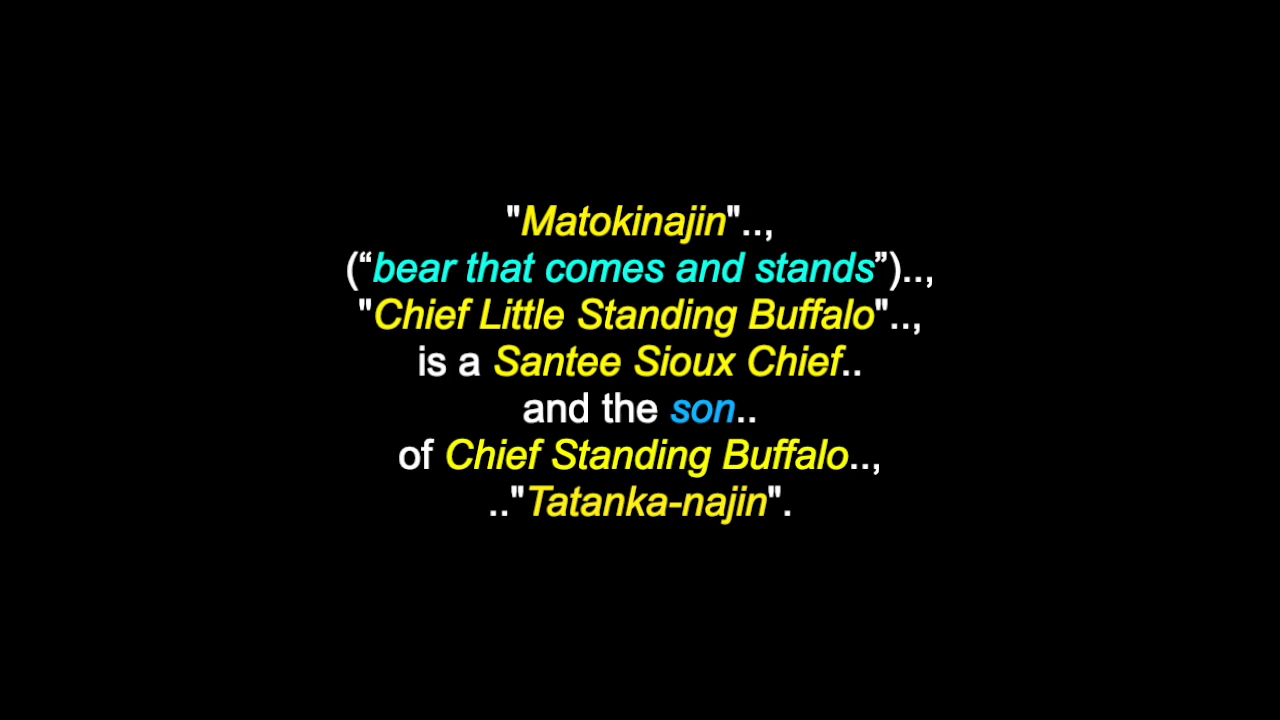 "Matokinajin"..,
(“bear that comes and stands”)..,
"Chief Little Standing Buffalo"..,
is a Santee Sioux Chief..
and the son..
of Chief Standing Buffalo..,
.."Tatanka-najin".